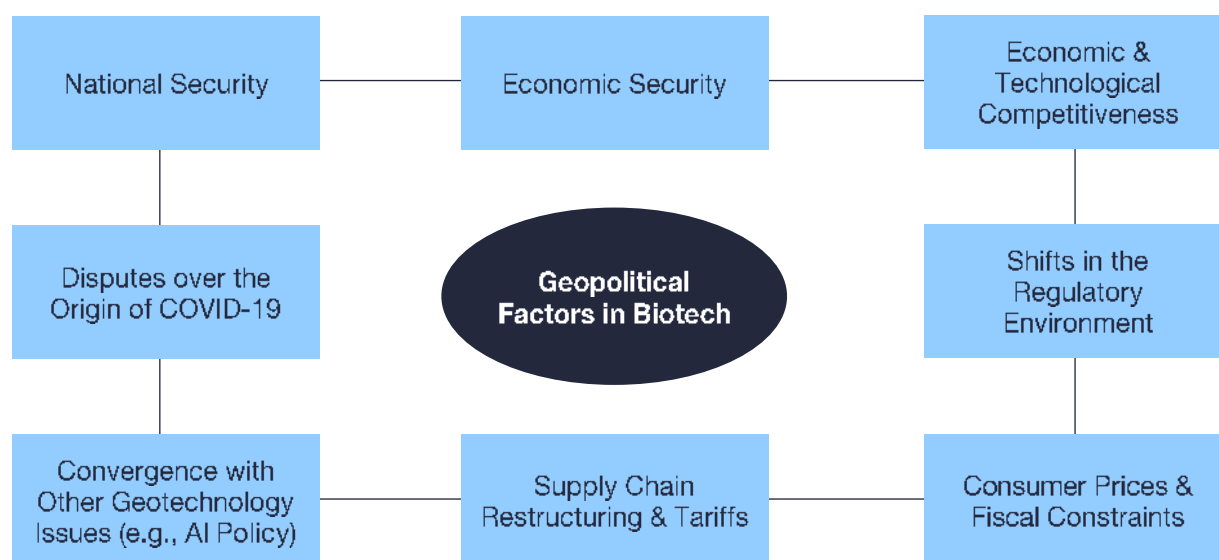 National Security
Economic Security
Economic &
Technological
Competitiveness
Disputes over the
Origin of COVID-19
Geopolitical
Factors in Biotech
Shifts in the
Regulatory
Environment
Convergence with
Other Geotechnology
Issues (e.g., AI Policy)
Supply Chain
Restructuring & Tariffs
Consumer Prices &
Fiscal Constraints